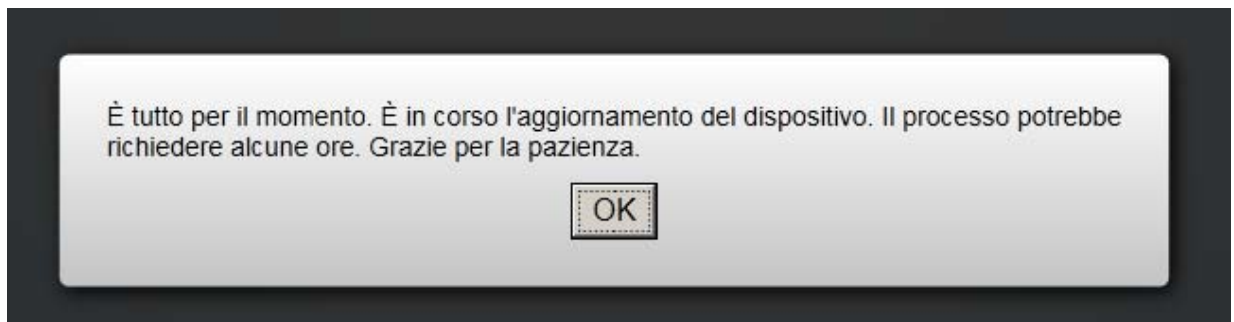 È tutto per il momento. È in corso l'aggiornamento del dispositivo. Il processo potrebbe
richiedere alcune ore. Grazie per la pazienza.
OK